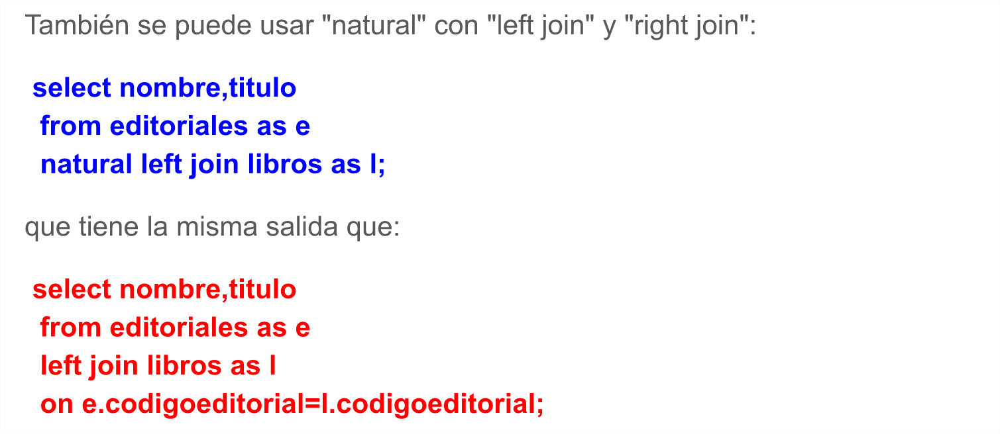 También se puede usar "natural" con "left join" y "right join":
select nombre,titulo
from editoriales as e
natural left join libros as l;
que tiene la misma salida que:
select nombre,titulo
from editoriales as e
left join libros as l
on e.codigoeditorial=l.codigoeditorial;